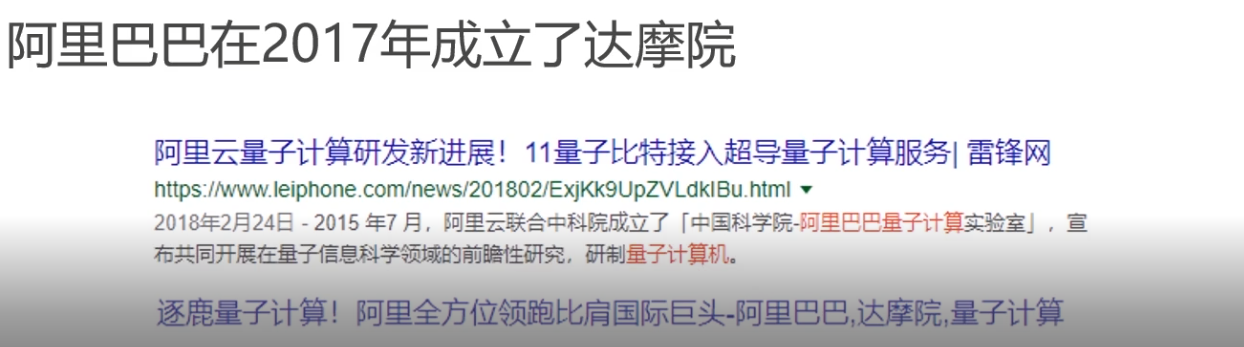 阿里巴巴在2017年成立了达摩院
阿里云量子计算研发新进展！11量子比特接入超导量子计算服务| 雷锋网
https://www.leiphone.com/news/201802/ExjKk9UpZVLdkIBu.html
2018年2月24日 - 2015 年7 月，阿里云联合中科院成立了「中国科学院-阿里巴巴量子计算实验室」，宣
布共同开展在量子信息科学领域的前瞻性研究，研制量子计算机。
逐鹿量子计算！阿里全方位领跑比肩国际巨头-阿里巴巴,达摩院,量子计算